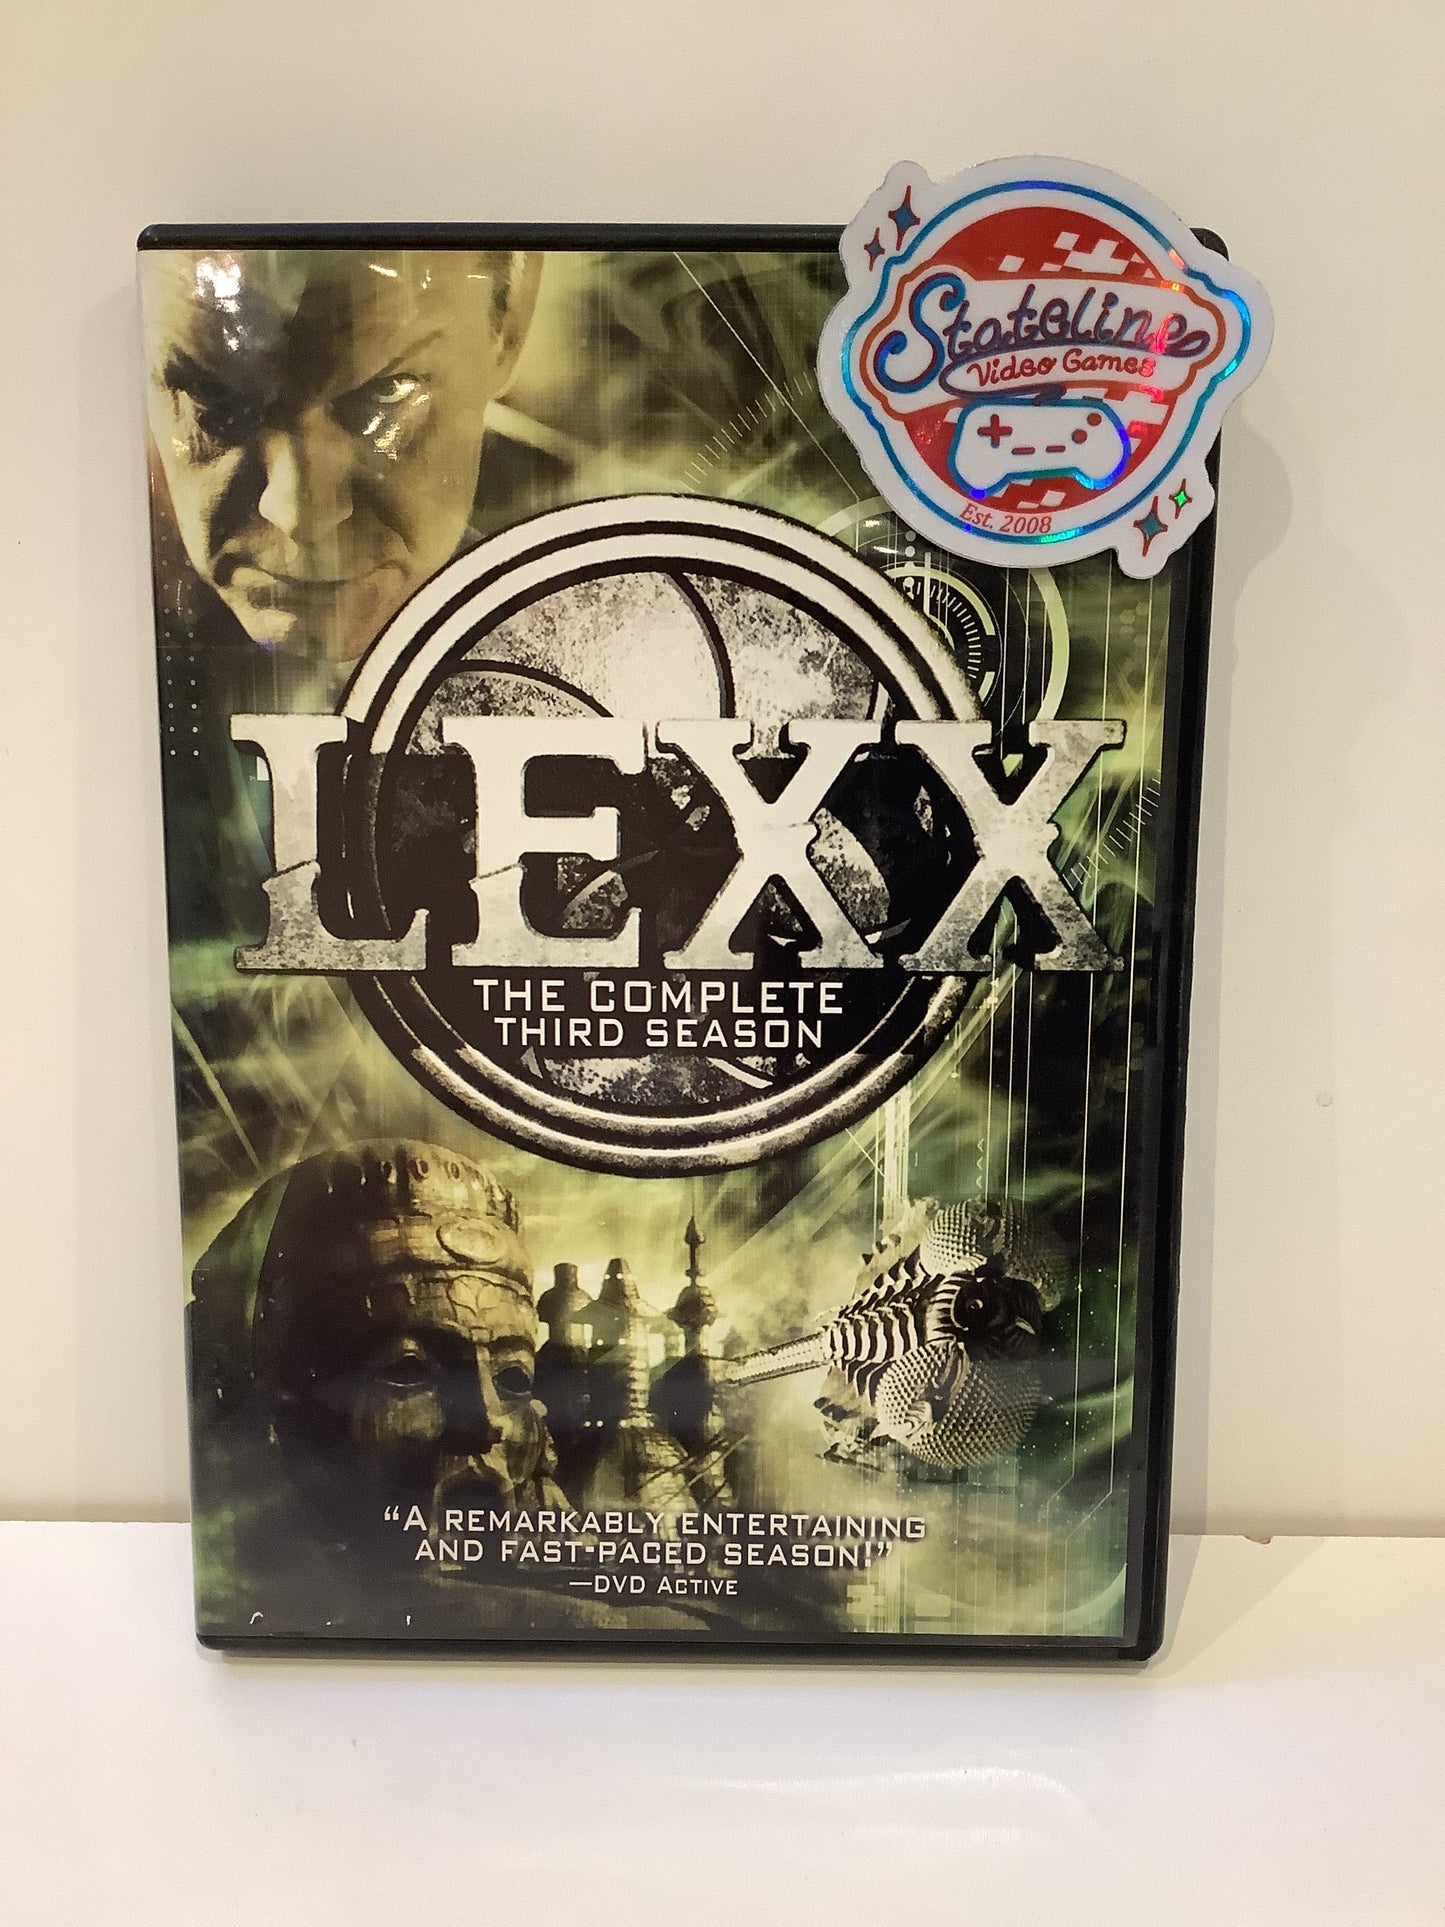 Stateline
Video Games
Est. 2008
LEXX
THE COMPLETE
THIRD SEASON
“A REMARKABLY ENTERTAINING
AND FAST-PACED SEASON!”
—DVD ACTIVE